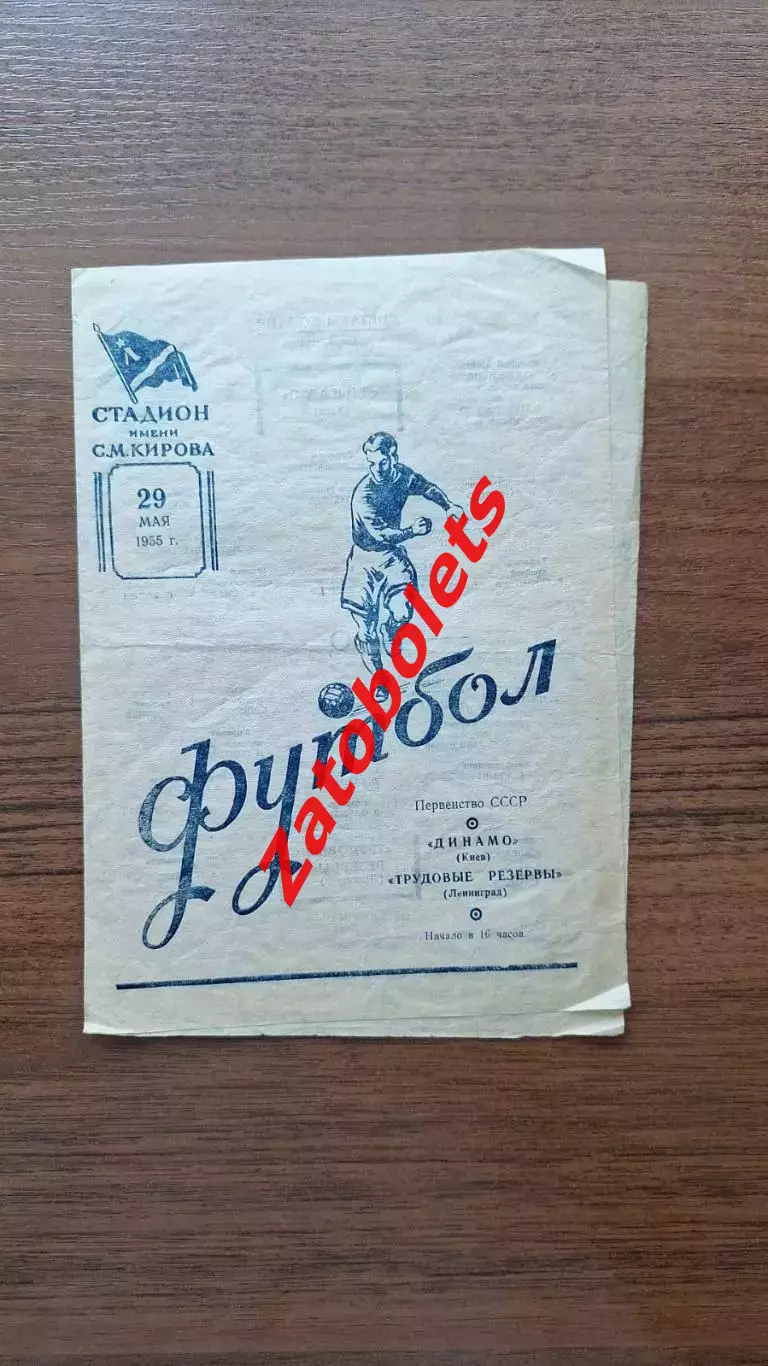 СТАДИОН
ИМЕНИ
С.М.КИРОВА
29
МАЯ
1955 г.
футбол
Первенство СССР
«ДИНАМО»
(Киев)
«ТРУДОВЫЕ РЕЗЕРВЫ»
(Ленинград)
Начало в 16 часов.
Zatobolets